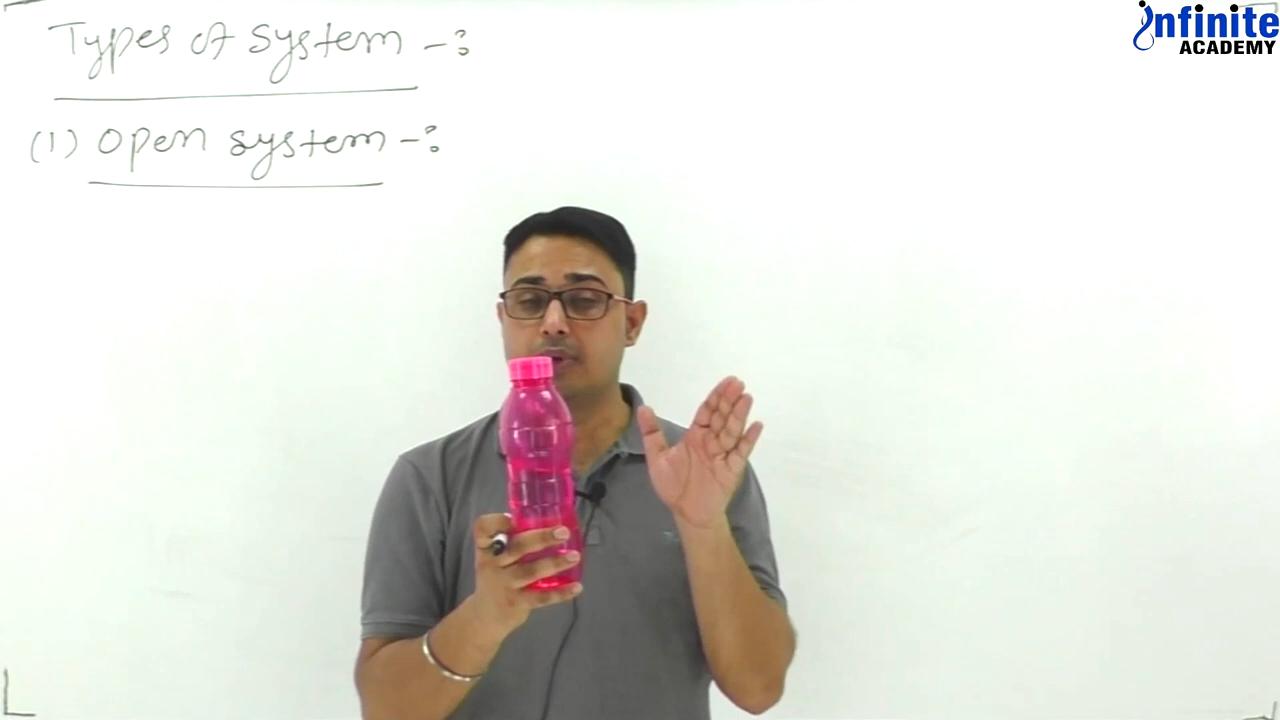 Types of System -:
(1) Open system -:
Infinite
ACADEMY